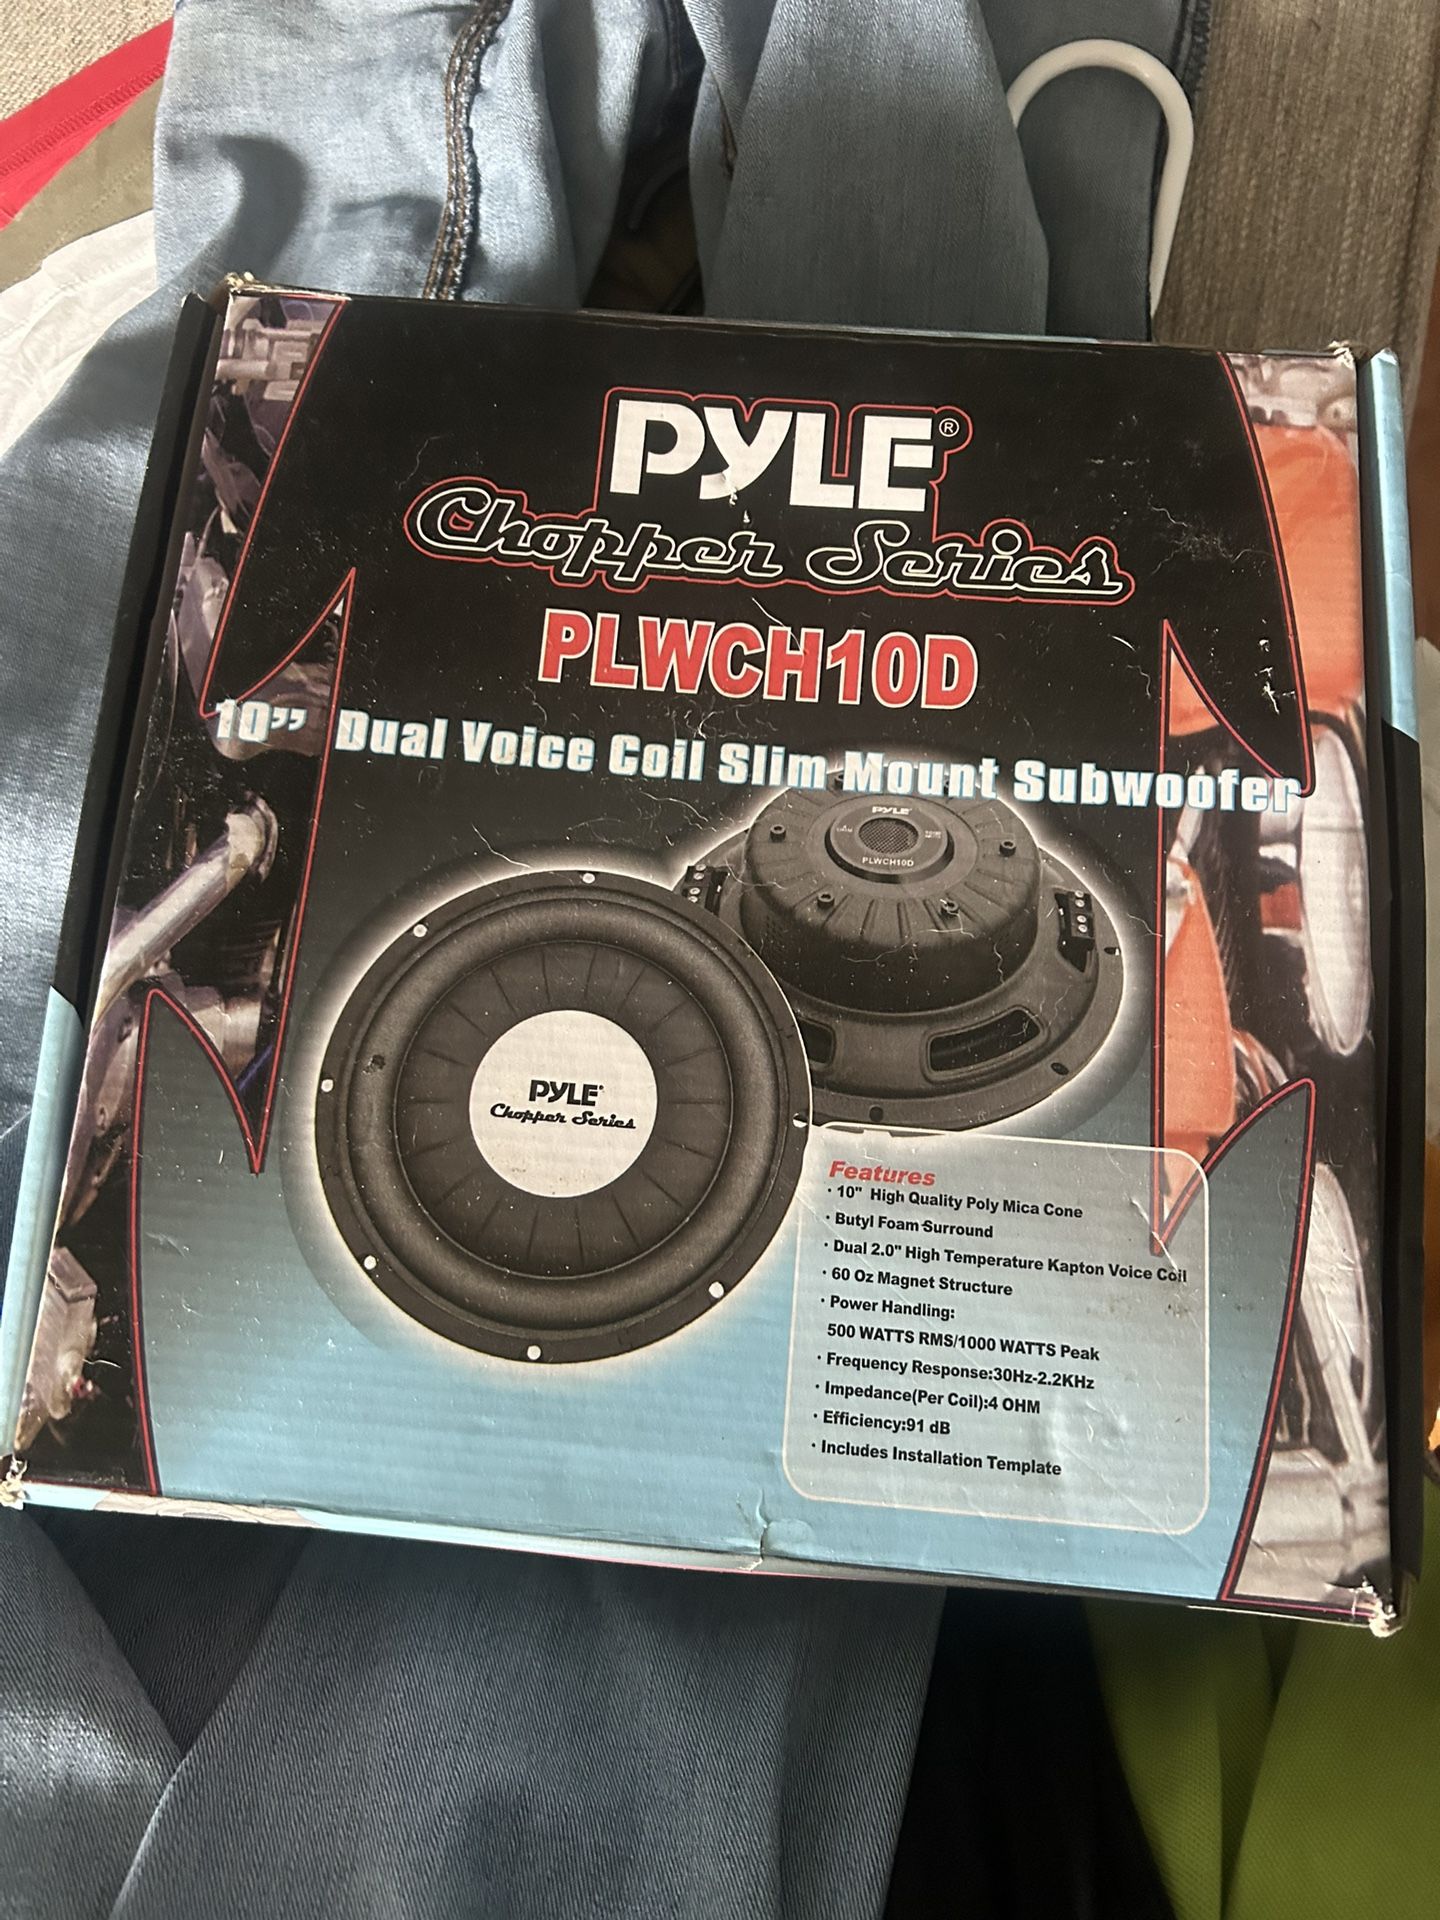 PYLE®
Chopper Series
PLWCH10D
10” Dual Voice Coil Slim Mount Subwoofer
PYLE
4 OHM
PLWCH10D
PYLE®
Chopper Series
Features
· 10" High Quality Poly Mica Cone
· Butyl Foam Surround
· Dual 2.0" High Temperature Kapton Voice Coil
· 60 Oz Magnet Structure
· Power Handling:
500 WATTS RMS/1000 WATTS Peak
· Frequency Response:30Hz-2.2KHz
· Impedance(Per Coil):4 OHM
· Efficiency:91 dB
· Includes Installation Template